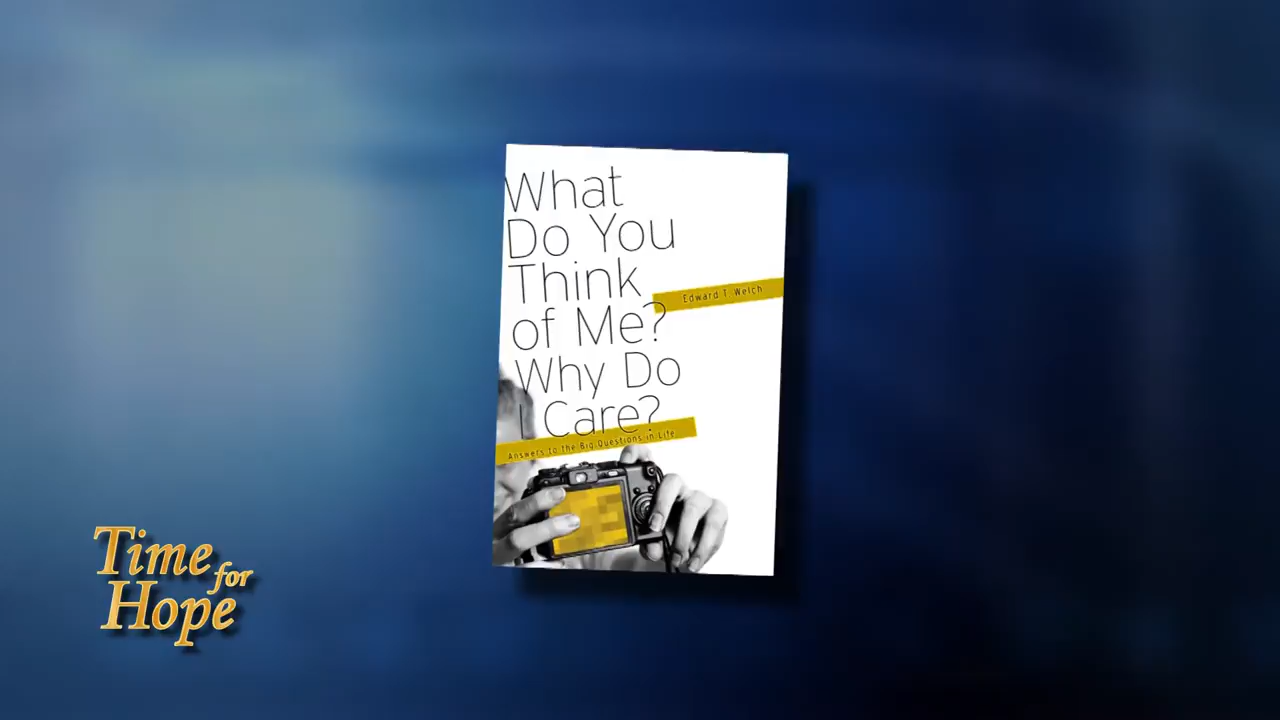 What
Do You
Think
of Me?
Why Do
I Care?
Edward T. Welch
Answers to the Big Questions in Life
Time for
Hope